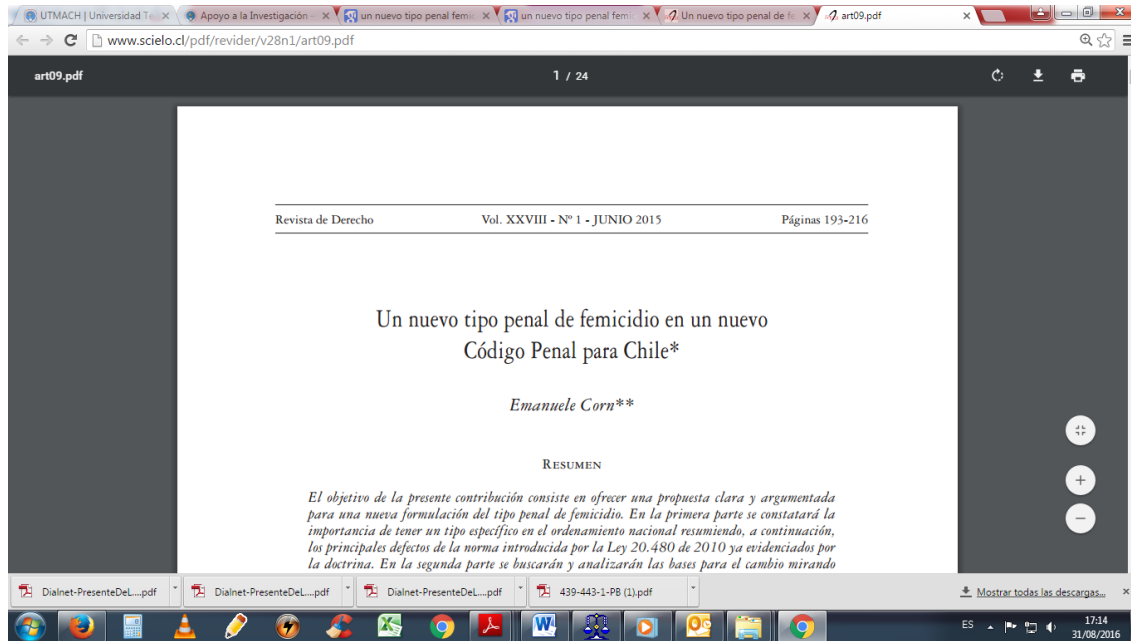 UTMACH | Universidad Té
Apoyo a la Investigación -
un nuevo tipo penal femic
un nuevo tipo penal femic
Un nuevo tipo penal de fe
art09.pdf
www.scielo.cl/pdf/revider/v28n1/art09.pdf
art09.pdf
1 / 24
Revista de Derecho Vol. XXVIII - Nº 1 - JUNIO 2015 Páginas 193-216
Un nuevo tipo penal de femicidio en un nuevo
Código Penal para Chile*
Emanuele Corn**
Resumen
El objetivo de la presente contribución consiste en ofrecer una propuesta clara y argumentada
para una nueva formulación del tipo penal de femicidio. En la primera parte se constatará la
importancia de tener un tipo específico en el ordenamiento nacional resumiendo, a continuación,
los principales defectos de la norma introducida por la Ley 20.480 de 2010 ya evidenciados por
la doctrina. En la segunda parte se buscarán y analizarán las bases para el cambio mirando
Dialnet-PresenteDeL....pdf
Dialnet-PresenteDeL....pdf
Dialnet-PresenteDeL....pdf
439-443-1-PB (1).pdf
Mostrar todas las descargas...
ES
17:14
31/08/2016